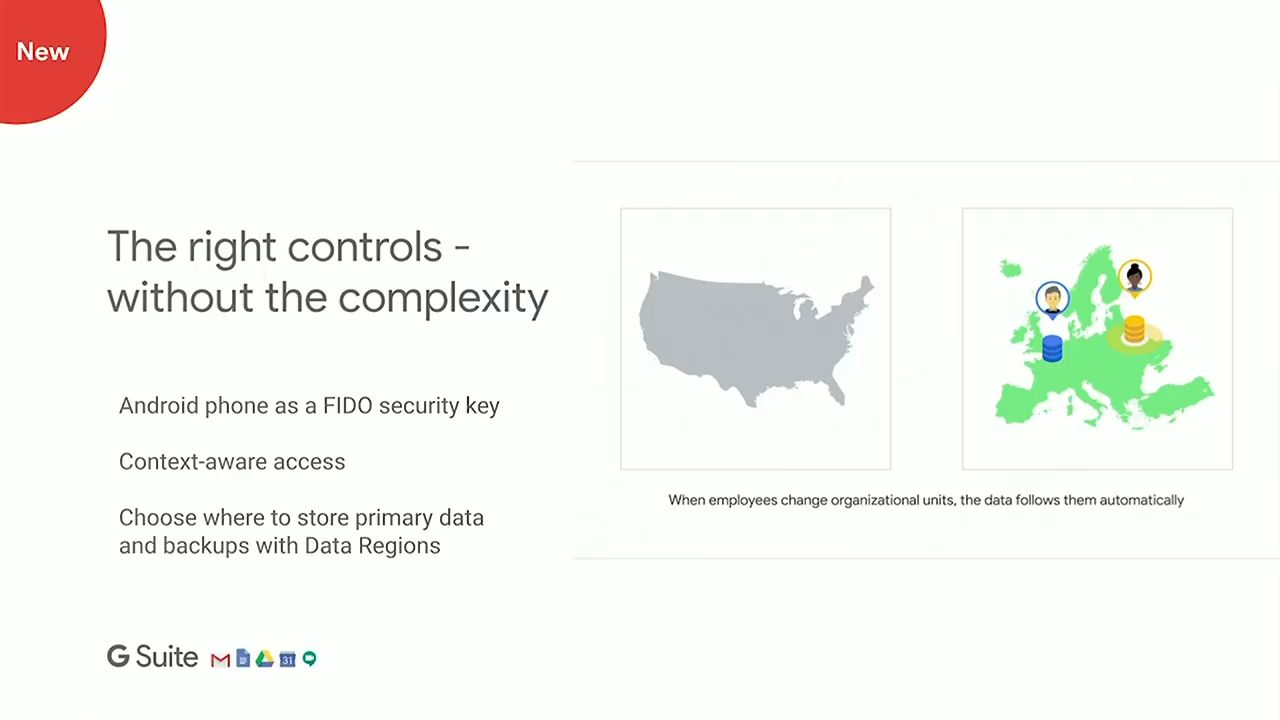 New
The right controls -
without the complexity
Android phone as a FIDO security key
Context-aware access
Choose where to store primary data
and backups with Data Regions
When employees change organizational units, the data follows them automatically
G Suite
31